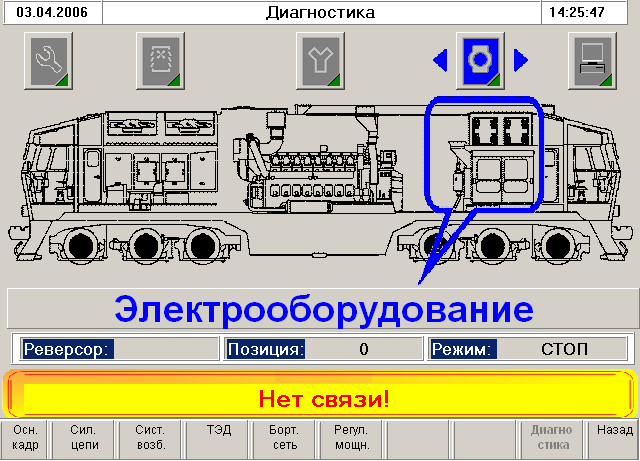 03.04.2006 Диагностика 14:25:47
Электрооборудование
Реверсор: Позиция: 0 Режим: СТОП
Нет связи!
Осн. кадр Сил. цепи Сист. возб. ТЭД Борт. сеть Регул. мощн. Диагно стика Назад